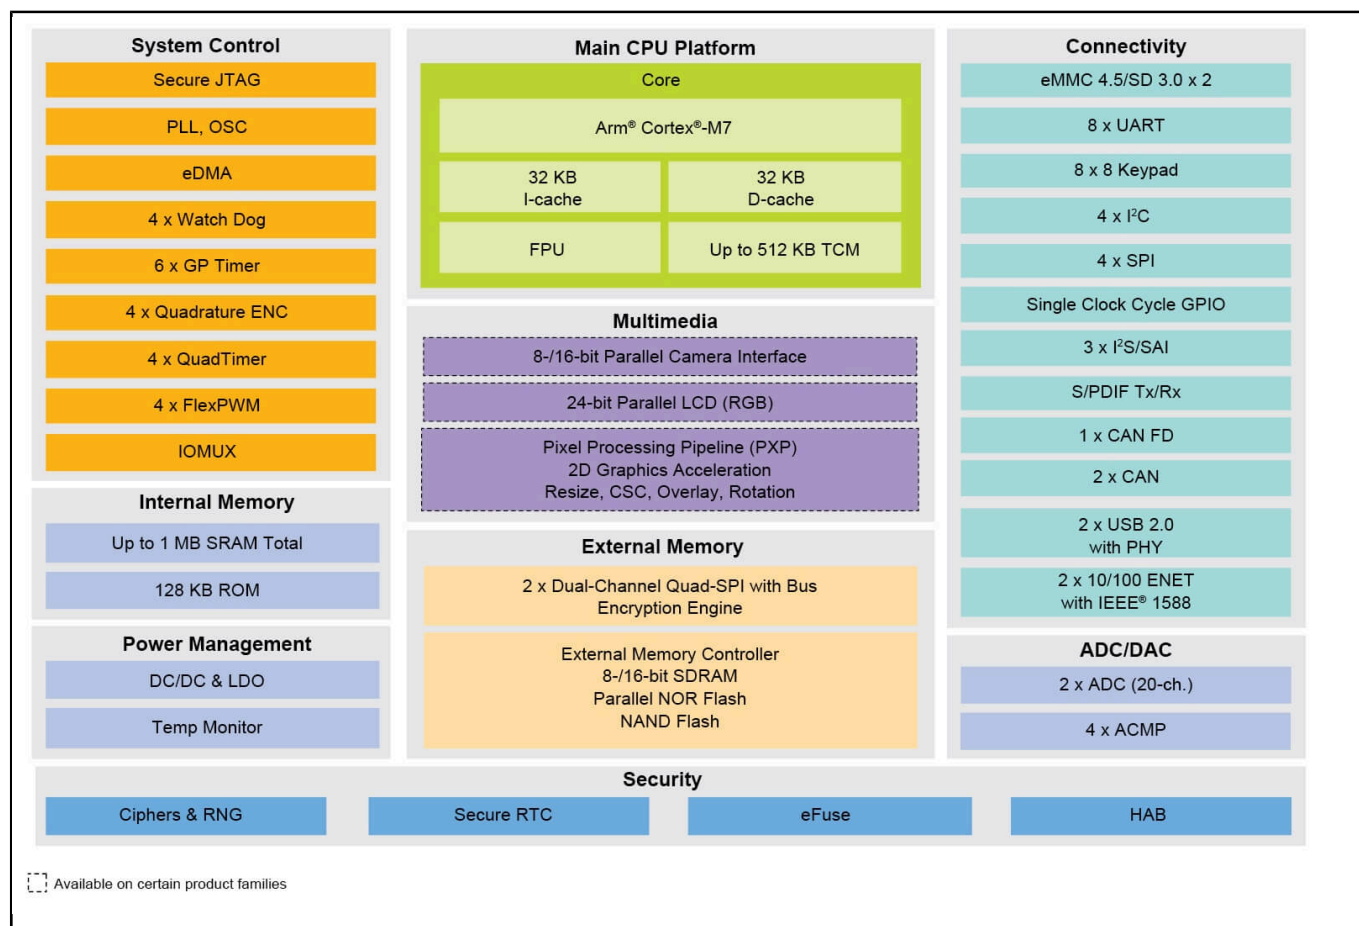 System Control
Secure JTAG
PLL, OSC
eDMA
4 x Watch Dog
6 x GP Timer
4 x Quadrature ENC
4 x QuadTimer
4 x FlexPWM
IOMUX
Internal Memory
Up to 1 MB SRAM Total
128 KB ROM
Power Management
DC/DC & LDO
Temp Monitor
Main CPU Platform
Core
Arm® Cortex®-M7
32 KB
I-cache
32 KB
D-cache
FPU
Up to 512 KB TCM
Multimedia
8-/16-bit Parallel Camera Interface
24-bit Parallel LCD (RGB)
Pixel Processing Pipeline (PXP)
2D Graphics Acceleration
Resize, CSC, Overlay, Rotation
External Memory
2 x Dual-Channel Quad-SPI with Bus
Encryption Engine
External Memory Controller
8-/16-bit SDRAM
Parallel NOR Flash
NAND Flash
Connectivity
eMMC 4.5/SD 3.0 x 2
8 x UART
8 x 8 Keypad
4 x I²C
4 x SPI
Single Clock Cycle GPIO
3 x I²S/SAI
S/PDIF Tx/Rx
1 x CAN FD
2 x CAN
2 x USB 2.0
with PHY
2 x 10/100 ENET
with IEEE® 1588
ADC/DAC
2 x ADC (20-ch.)
4 x ACMP
Security
Ciphers & RNG
Secure RTC
eFuse
HAB
Available on certain product families